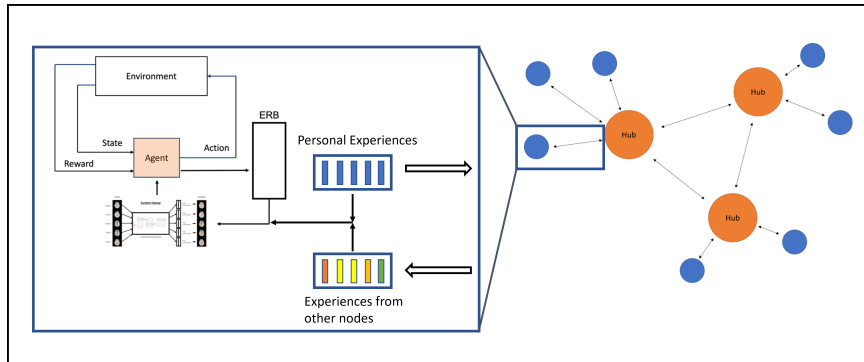 Environment
ERB
State
Action
Agent
Reward
Personal Experiences
Experiences from
other nodes
Hub
Hub
Hub